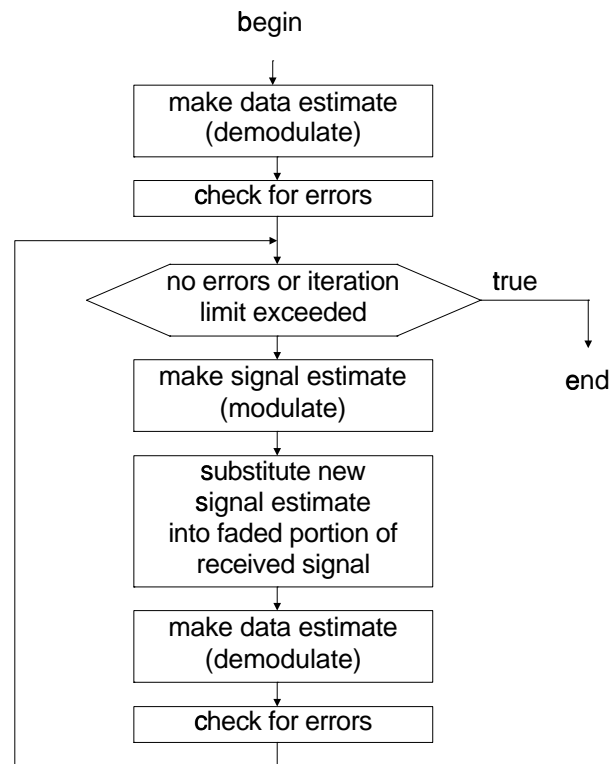 begin
make data estimate
(demodulate)
check for errors
no errors or iteration
limit exceeded
true
end
make signal estimate
(modulate)
substitute new
signal estimate
into faded portion of
received signal
make data estimate
(demodulate)
check for errors